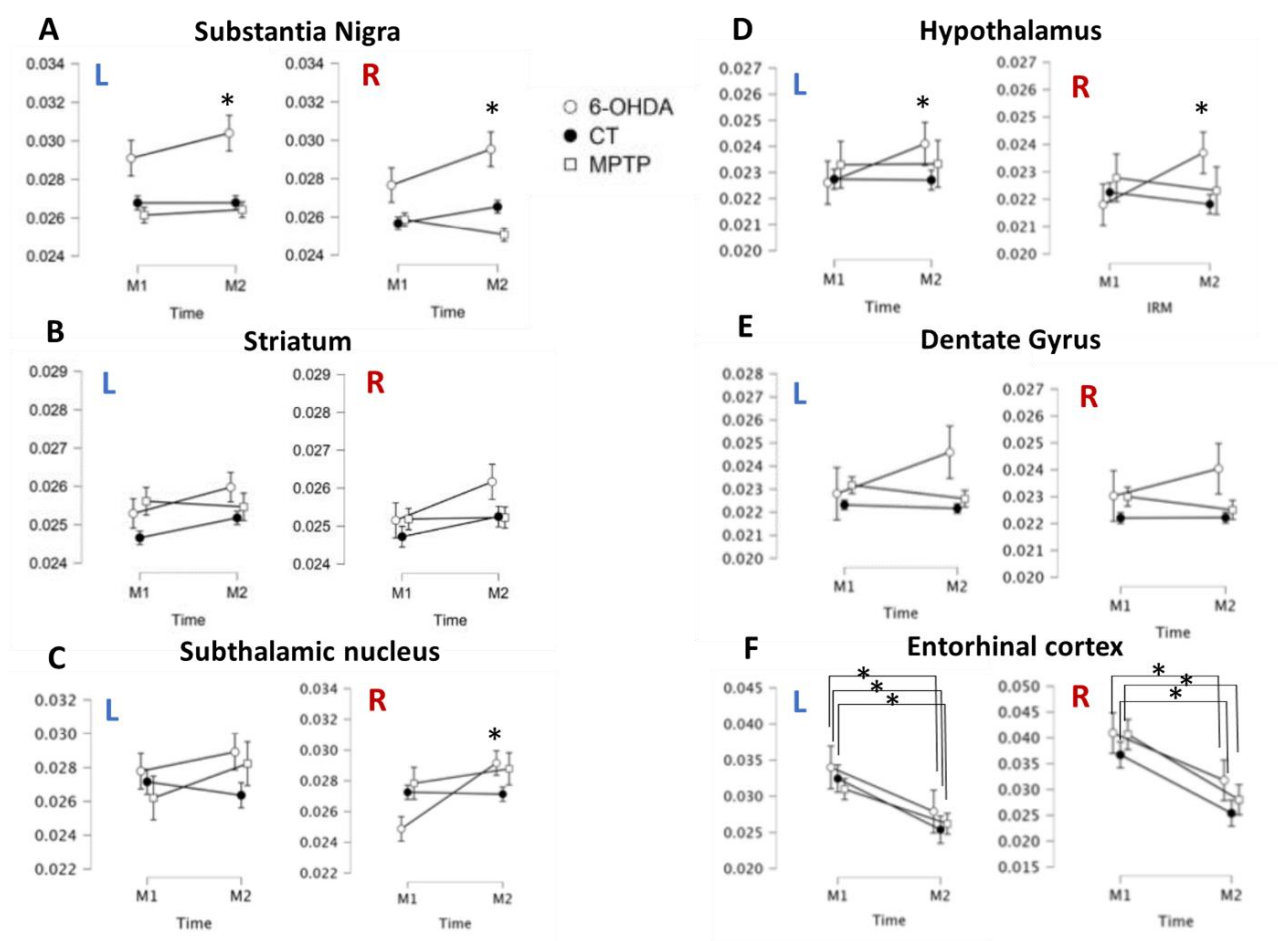 A
Substantia Nigra
L
0.034
0.032
0.030
0.028
0.026
0.024
*
M1 M2
Time
R
0.034
0.032
0.030
0.028
0.026
0.024
*
M1 M2
Time
6-OHDA
CT
MPTP
B
Striatum
L
0.029
0.028
0.027
0.026
0.025
0.024
M1 M2
Time
R
0.029
0.028
0.027
0.026
0.025
0.024
M1 M2
Time
C
Subthalamic nucleus
L
0.032
0.030
0.028
0.026
0.024
0.022
M1 M2
Time
R
0.034
0.032
0.030
0.028
0.026
0.024
0.022
*
M1 M2
Time
D
Hypothalamus
L
0.027
0.026
0.025
0.024
0.023
0.022
0.021
0.020
*
M1 M2
Time
R
0.027
0.026
0.025
0.024
0.023
0.022
0.021
0.020
*
M1 M2
IRM
E
Dentate Gyrus
L
0.028
0.027
0.026
0.025
0.024
0.023
0.022
0.021
0.020
M1 M2
Time
R
0.027
0.026
0.025
0.024
0.023
0.022
0.021
0.020
M1 M2
Time
F
Entorhinal cortex
L
0.045
0.040
0.035
0.030
0.025
0.020
*
*
*
M1 M2
Time
R
0.050
0.045
0.040
0.035
0.030
0.025
0.020
0.015
*
*
*
M1 M2
Time